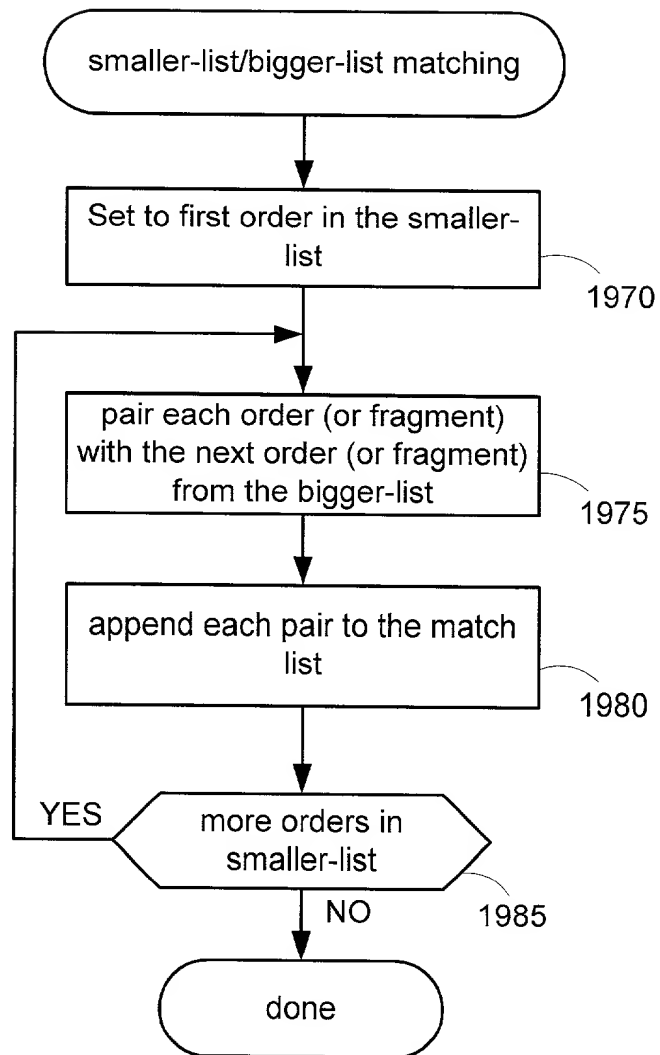 smaller-list/bigger-list matching
Set to first order in the smaller-
list
1970
pair each order (or fragment)
with the next order (or fragment)
from the bigger-list
1975
append each pair to the match
list
1980
YES
more orders in
smaller-list
1985
NO
done